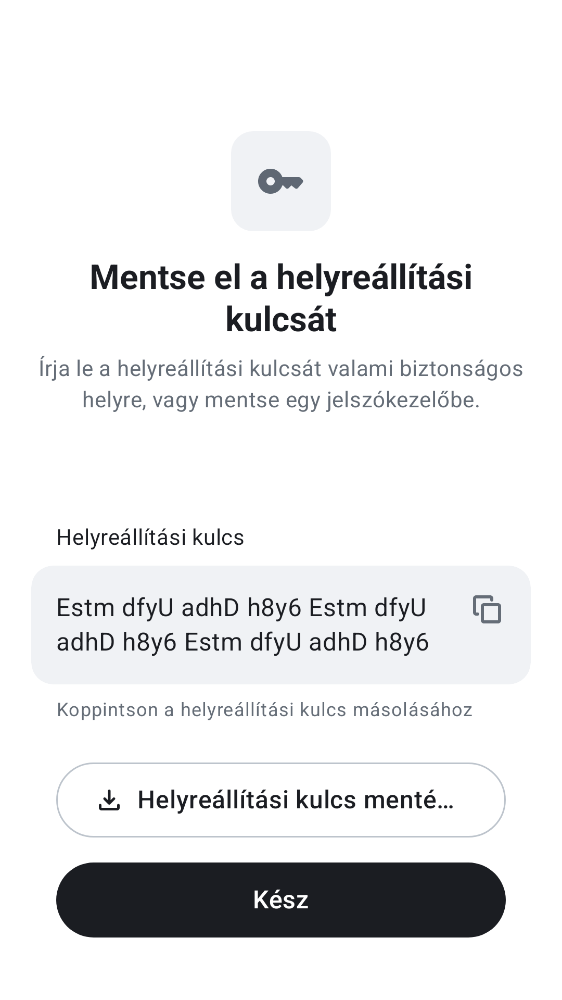 Mentse el a helyreállítási
kulcsát
Írja le a helyreállítási kulcsát valami biztonságos
helyre, vagy mentse egy jelszókezelőbe.
Helyreállítási kulcs
Estm dfyU adhD h8y6 Estm dfyU
adhD h8y6 Estm dfyU adhD h8y6
Koppintson a helyreállítási kulcs másolásához
Helyreállítási kulcs menté…
Kész